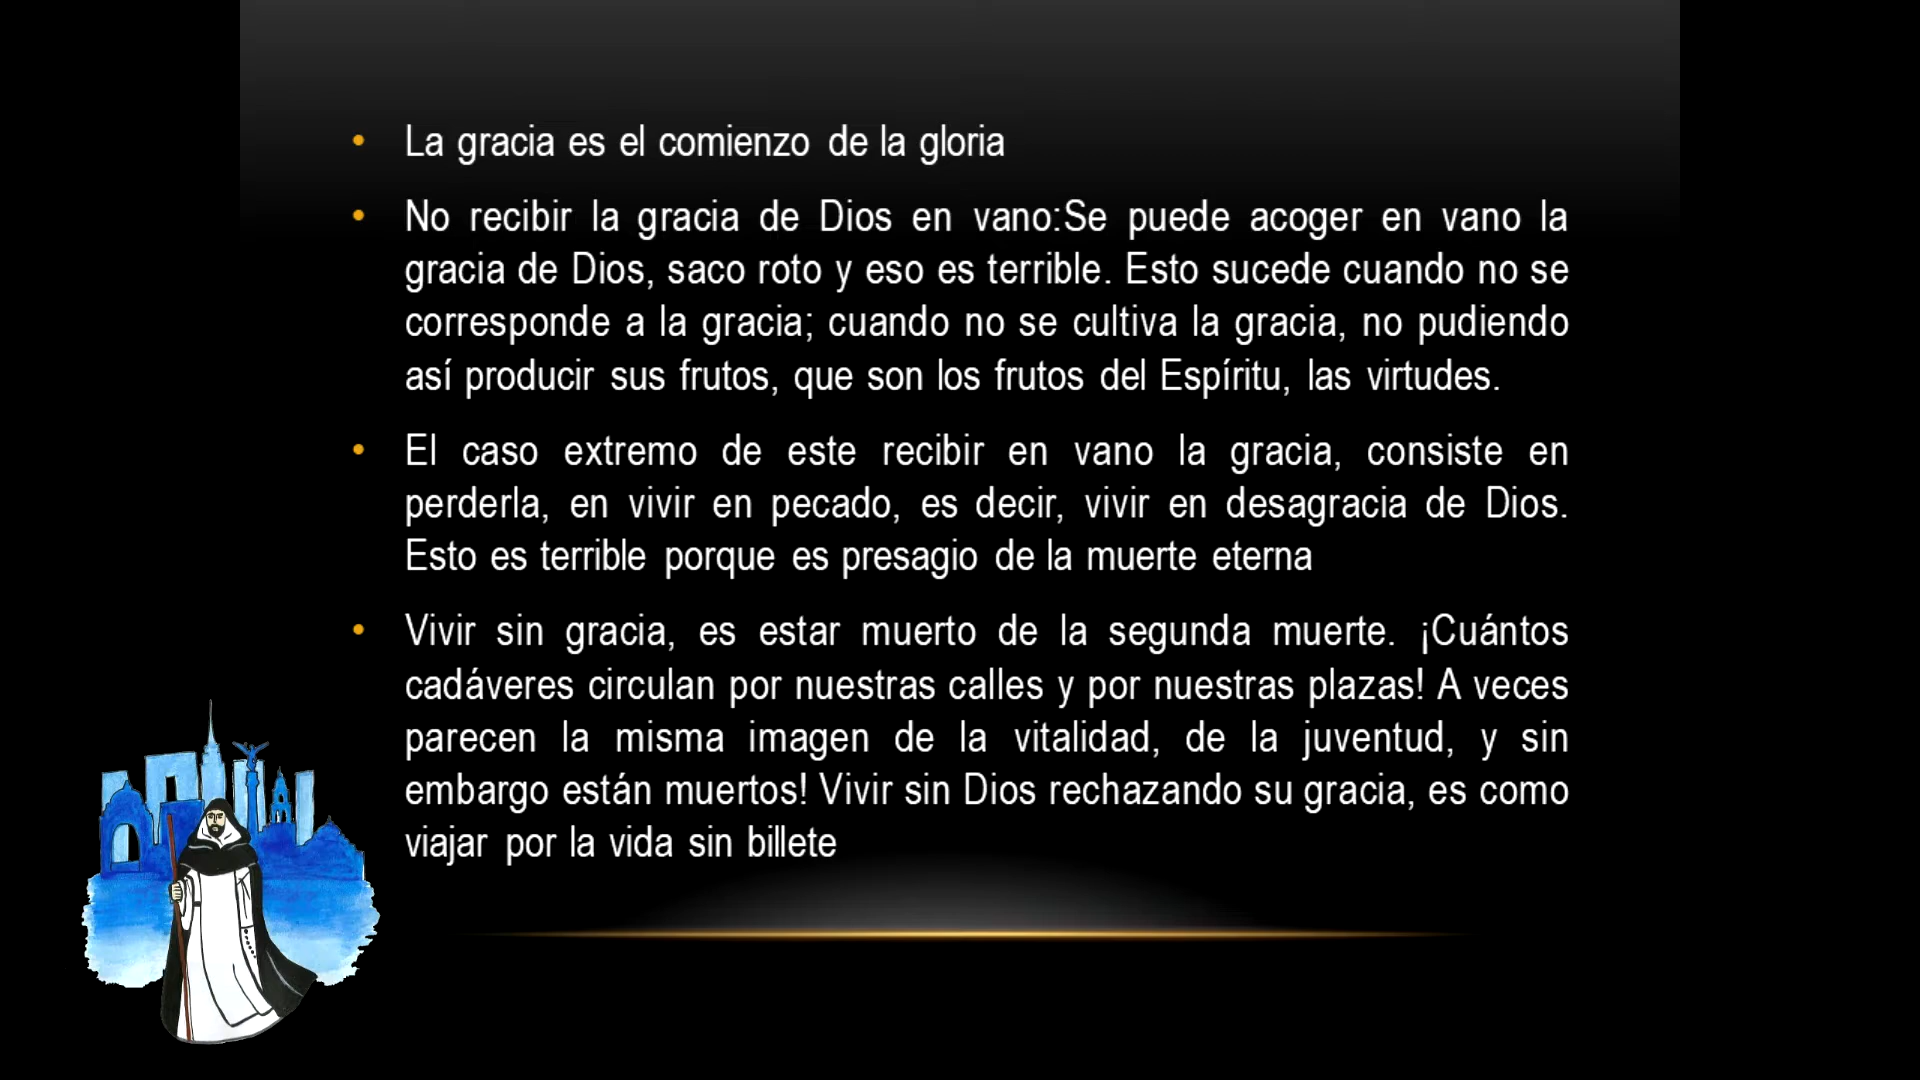 • La gracia es el comienzo de la gloria
• No recibir la gracia de Dios en vano:Se puede acoger en vano la
gracia de Dios, saco roto y eso es terrible. Esto sucede cuando no se
corresponde a la gracia; cuando no se cultiva la gracia, no pudiendo
así producir sus frutos, que son los frutos del Espíritu, las virtudes.
• El caso extremo de este recibir en vano la gracia, consiste en
perderla, en vivir en pecado, es decir, vivir en desagracia de Dios.
Esto es terrible porque es presagio de la muerte eterna
• Vivir sin gracia, es estar muerto de la segunda muerte. ¡Cuántos
cadáveres circulan por nuestras calles y por nuestras plazas! A veces
parecen la misma imagen de la vitalidad, de la juventud, y sin
embargo están muertos! Vivir sin Dios rechazando su gracia, es como
viajar por la vida sin billete